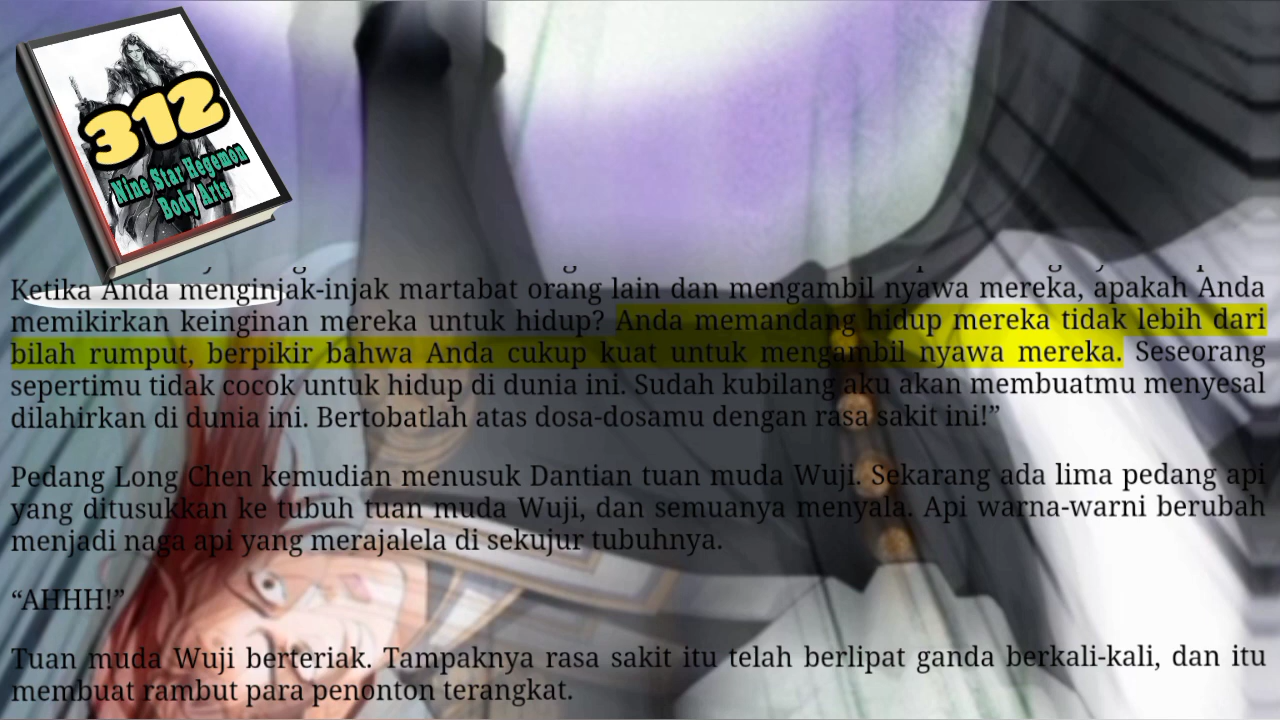 312
Nine Star Hegemon
Body Arts
Ketika Anda menginjak-injak martabat orang lain dan mengambil nyawa mereka, apakah Anda
memikirkan keinginan mereka untuk hidup? Anda memandang hidup mereka tidak lebih dari
bilah rumput, berpikir bahwa Anda cukup kuat untuk mengambil nyawa mereka. Seseorang
sepertimu tidak cocok untuk hidup di dunia ini. Sudah kubilang aku akan membuatmu menyesal
dilahirkan di dunia ini. Bertobatlah atas dosa-dosamu dengan rasa sakit ini!”
Pedang Long Chen kemudian menusuk Dantian tuan muda Wuji. Sekarang ada lima pedang api
yang ditusukkan ke tubuh tuan muda Wuji, dan semuanya menyala. Api warna-warni berubah
menjadi naga api yang merajalela di sekujur tubuhnya.
“AHHH!”
Tuan muda Wuji berteriak. Tampaknya rasa sakit itu telah berlipat ganda berkali-kali, dan itu
membuat rambut para penonton terangkat.